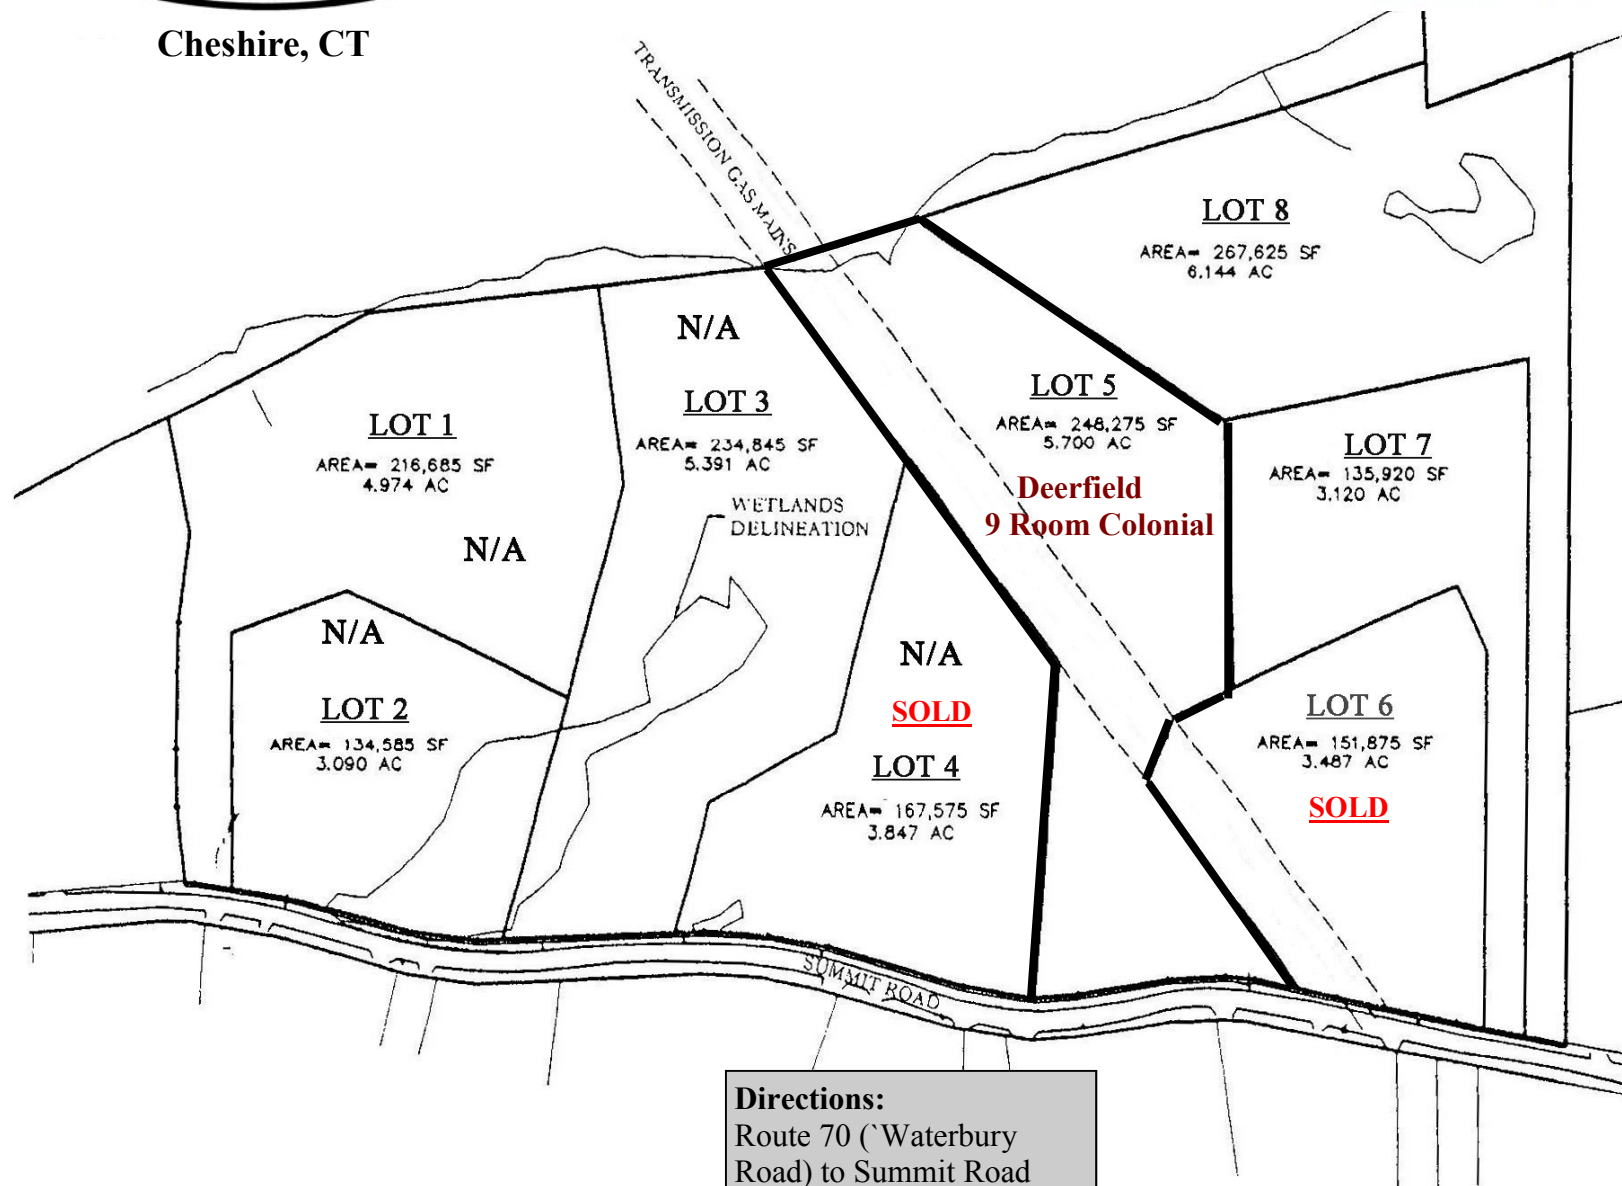 Cheshire, CT
TRANSMISSION GAS MAINS
LOT 8
AREA= 267,625 SF
6.144 AC
N/A
LOT 5
AREA= 248,275 SF
5.700 AC
LOT 3
AREA= 234,845 SF
5.391 AC
LOT 1
AREA= 216,685 SF
4.974 AC
LOT 7
AREA= 135,920 SF
3.120 AC
Deerfield
9 Room Colonial
WETLANDS
DELINEATION
N/A
N/A
N/A
SOLD
LOT 2
AREA= 134,585 SF
3.090 AC
LOT 6
AREA= 151,875 SF
3.487 AC
SOLD
LOT 4
AREA= 167,575 SF
3.847 AC
SUMMIT ROAD
Directions:
Route 70 (`Waterbury
Road) to Summit Road